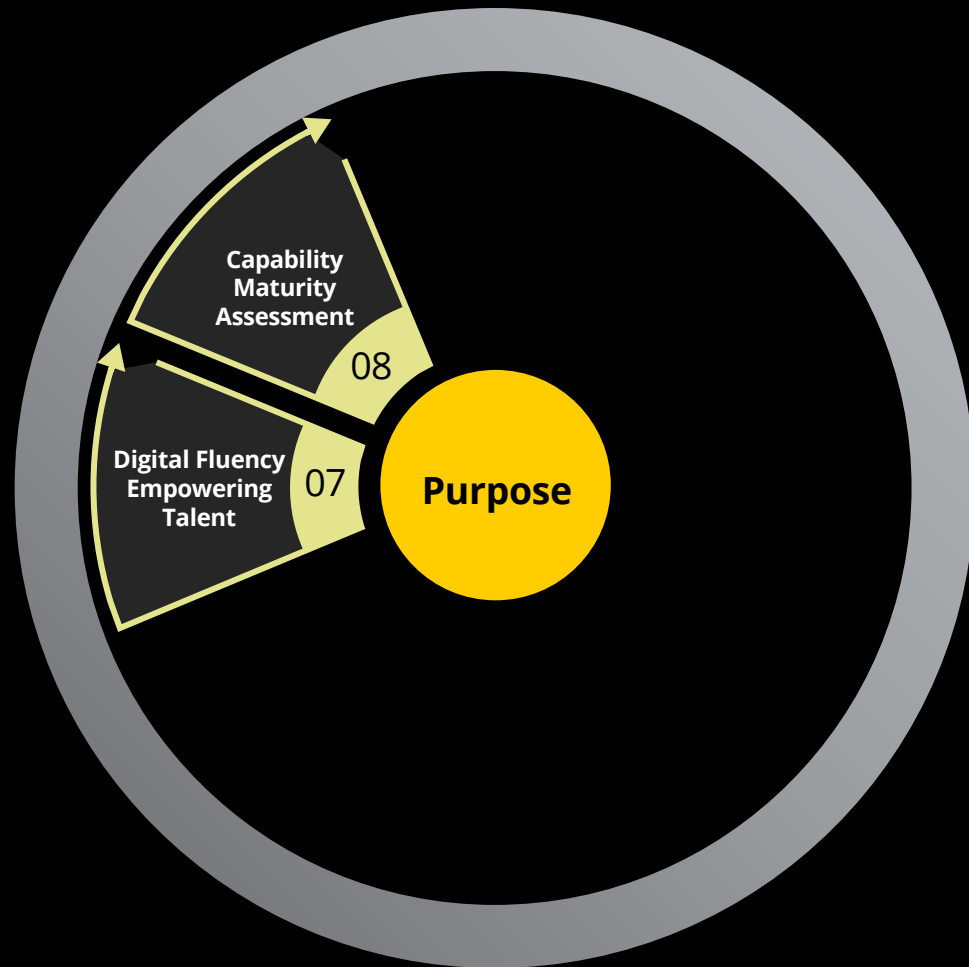 Capability
Maturity
Assessment
08
Digital Fluency
Empowering
Talent
07
Purpose